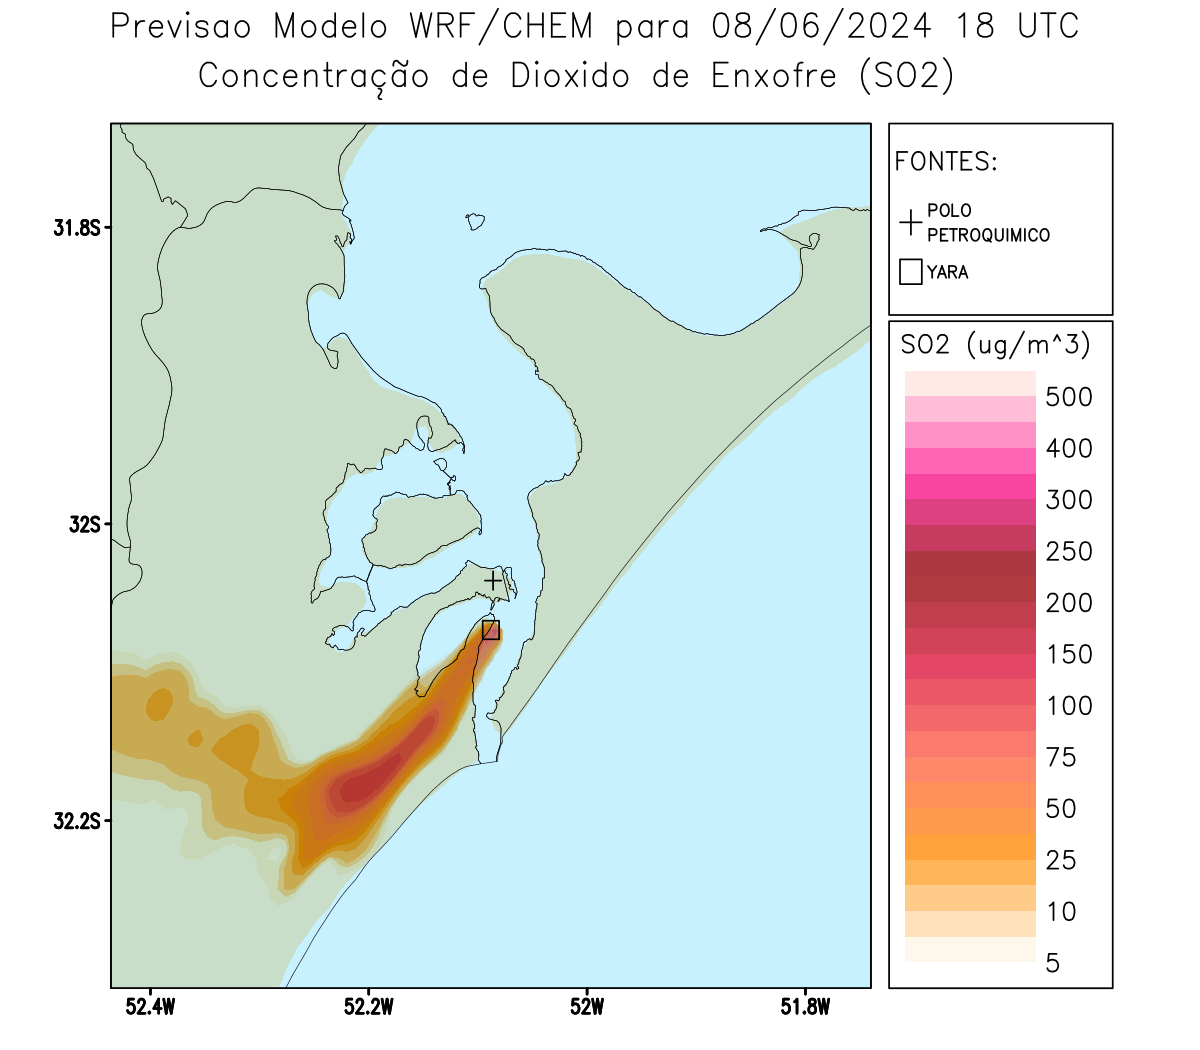 Previsao Modelo WRF/CHEM para 08/06/2024 18 UTC
Concentração de Dioxido de Enxofre (SO2)
FONTES:
POLO
PETROQUIMICO
YARA
31.8S
32S
32.2S
52.4W
52.2W
52W
51.8W
SO2 (ug/m^3)
500
400
300
250
200
150
100
75
50
25
10
5